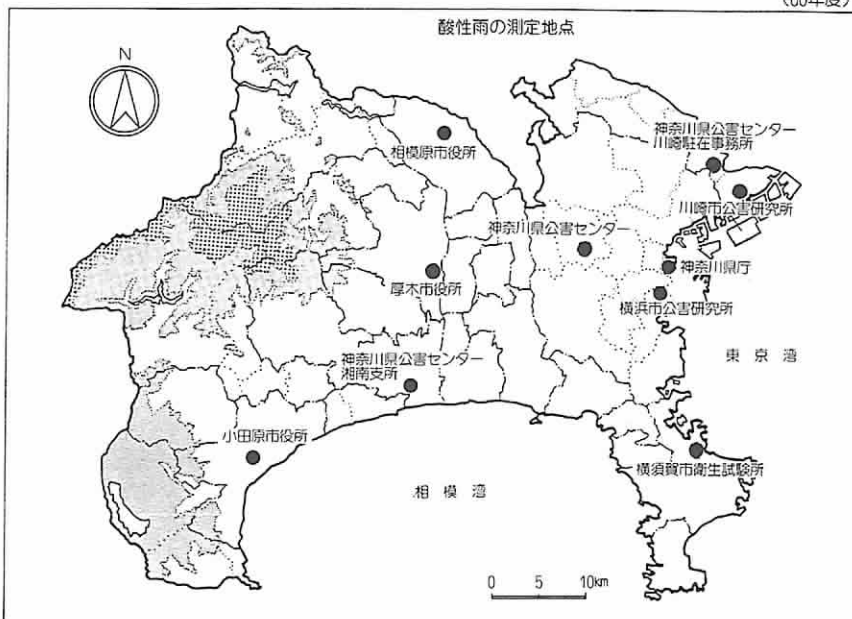 (60年度)
酸性雨の測定地点
N
相模原市役所
神奈川県公害センター
川崎駐在事務所
川崎市公害研究所
神奈川県公害センター
神奈川県庁
厚木市役所
横浜市公害研究所
東京湾
神奈川県公害センター
湘南支所
小田原市役所
横須賀市衛生試験所
相模湾
0 5 10km